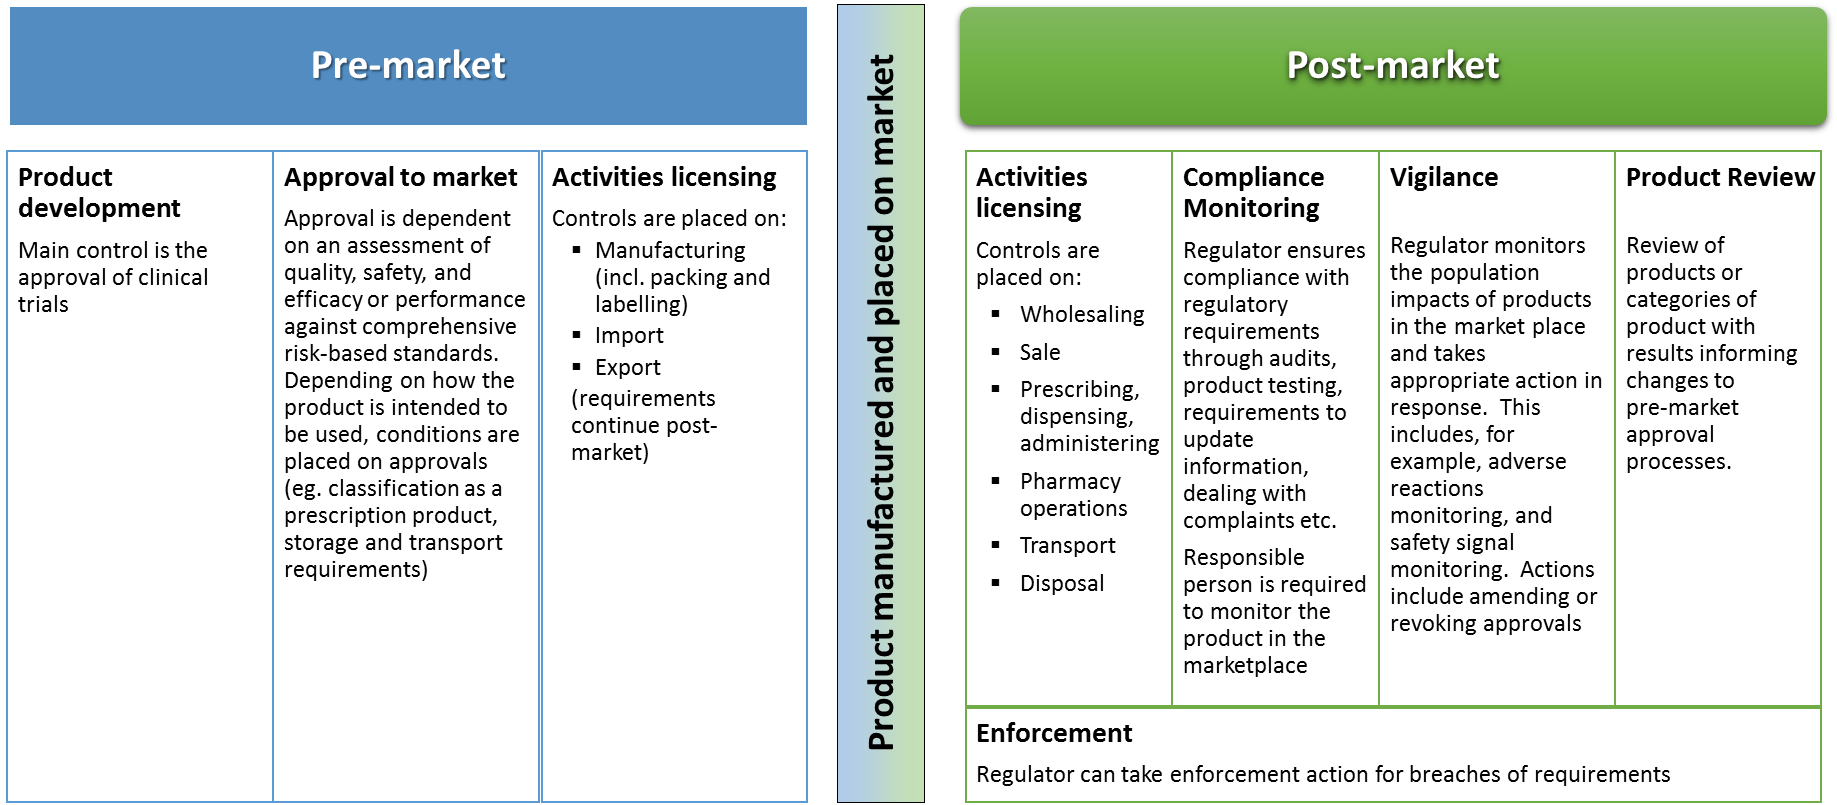 Pre-market
Product
development
Main control is the
approval of clinical
trials
Approval to market
Approval is dependent
on an assessment of
quality, safety, and
efficacy or performance
against comprehensive
risk-based standards.
Depending on how the
product is intended to
be used, conditions are
placed on approvals
(eg. classification as a
prescription product,
storage and transport
requirements)
Activities licensing
Controls are placed on:
▪ Manufacturing
(incl. packing and
labelling)
▪ Import
▪ Export
(requirements
continue post-
market)
Product manufactured and placed on market
Post-market
Activities
licensing
Controls are
placed on:
▪ Wholesaling
▪ Sale
▪ Prescribing,
dispensing,
administering
▪ Pharmacy
operations
▪ Transport
▪ Disposal
Compliance
Monitoring
Regulator ensures
compliance with
regulatory
requirements
through audits,
product testing,
requirements to
update
information,
dealing with
complaints etc.
Responsible
person is required
to monitor the
product in the
marketplace
Vigilance
Regulator monitors
the population
impacts of products
in the market place
and takes
appropriate action in
response.  This
includes, for
example, adverse
reactions
monitoring, and
safety signal
monitoring.  Actions
include amending or
revoking approvals
Product Review
Review of
products or
categories of
product with
results informing
changes to
pre-market
approval
processes.
Enforcement
Regulator can take enforcement action for breaches of requirements